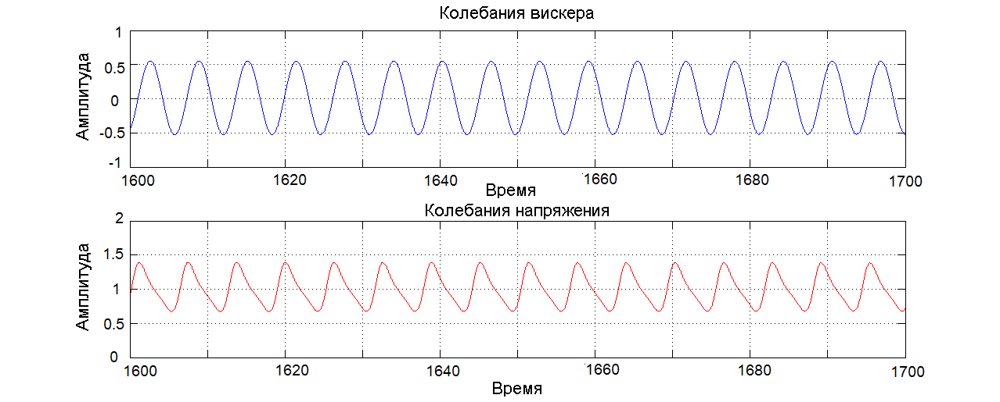 Колебания вискера
Амплитуда
1
0.5
0
-0.5
-1
1600 1620 1640 1660 1680 1700
Время
Колебания напряжения
Амплитуда
2
1.5
1
0.5
0
1600 1620 1640 1660 1680 1700
Время